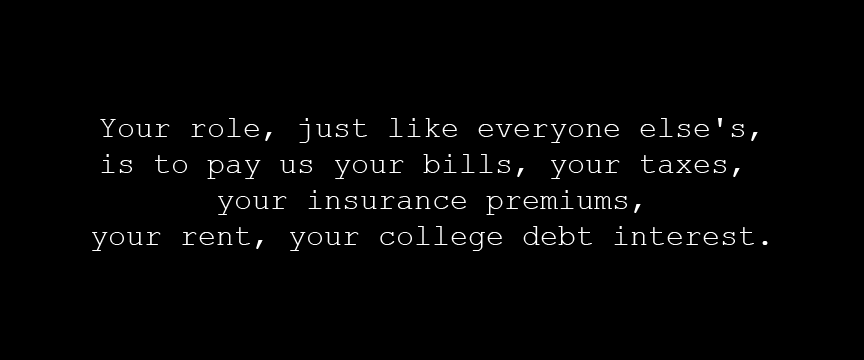 Your role, just like everyone else's,
is to pay us your bills, your taxes,
your insurance premiums,
your rent, your college debt interest.